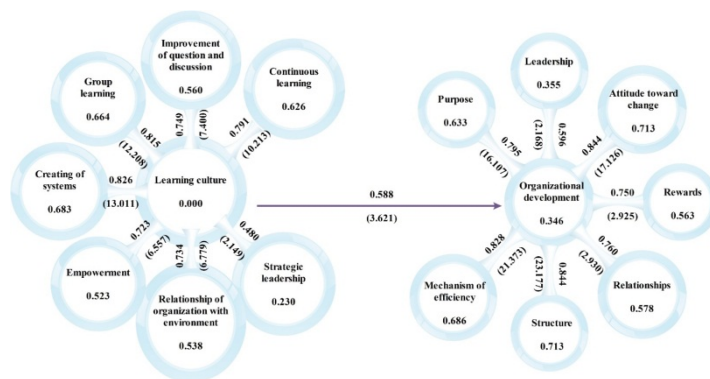 Improvement
of question and
discussion
0.560
Continuous
learning
0.626
Group
learning
0.664
0.815
(12.208)
0.749
(7.400)
0.791
(10.213)
Creating of
systems
0.683
0.826
(13.011)
Learning culture
0.000
0.723
(6.557)
0.734
(6.779)
0.480
(2.149)
Empowerment
0.523
Relationship of
organization with
environment
0.538
Strategic
leadership
0.230
0.588
(3.621)
Leadership
0.355
Purpose
0.633
Attitude toward
change
0.713
0.795
(16.107)
(2.168)
0.596
0.844
(17.126)
Organizational
development
0.346
0.750
(2.925)
Rewards
0.563
0.828
(21.373)
(23.177)
0.844
0.760
(2.930)
Mechanism of
efficiency
0.686
Structure
0.713
Relationships
0.578